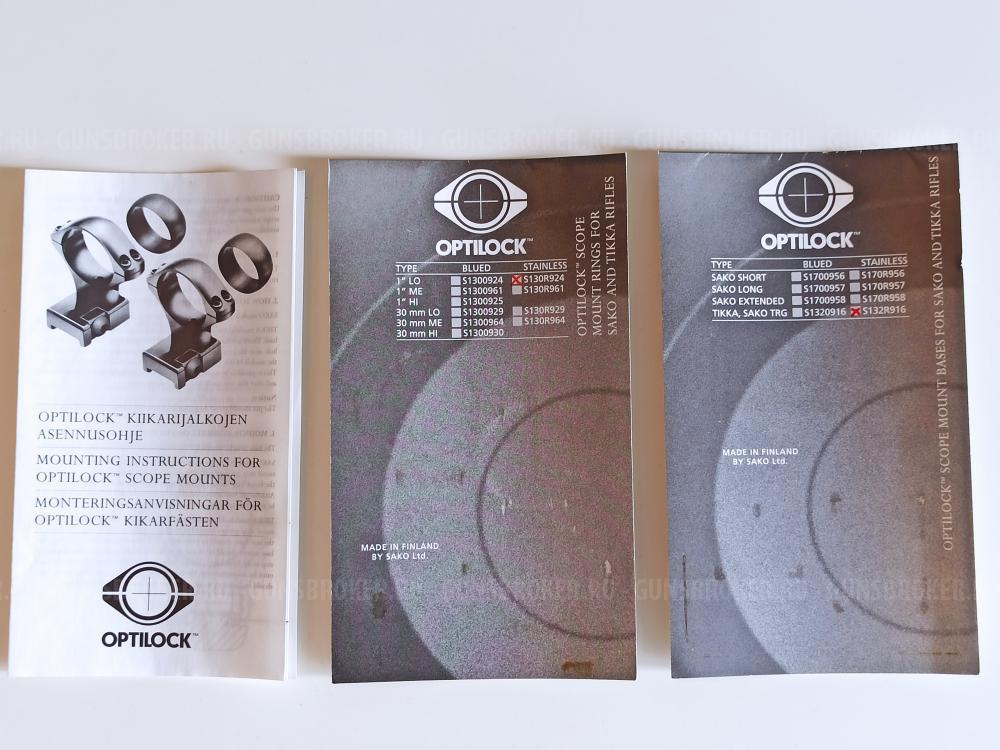 OPTILOCK™ KIIKARIJALKOJEN
ASENNUSOHJE
MOUNTING INSTRUCTIONS FOR
OPTILOCK™ SCOPE MOUNTS
MONTERINGSANVISNINGAR FÖR
OPTILOCK™ KIKARFÄSTEN
OPTILOCK™
OPTILOCK™
TYPE BLUED STAINLESS
1" LO S1300924 S130R924
1" ME S1300961 S130R961
1" HI S1300925
30 mm LO S1300929 S130R929
30 mm ME S1300964 S130R964
30 mm HI S1300930
OPTILOCK™ SCOPE
MOUNT RINGS FOR
SAKO AND TIKKA RIFLES
MADE IN FINLAND
BY SAKO Ltd.
OPTILOCK™
TYPE BLUED STAINLESS
SAKO SHORT S1700956 S170R956
SAKO LONG S1700957 S170R957
SAKO EXTENDED S1700958 S170R958
TIKKA, SAKO TRG S1320916 S132R916
OPTILOCK™ SCOPE MOUNT BASES FOR SAKO AND TIKKA RIFLES
MADE IN FINLAND
BY SAKO Ltd.
GUNSBROKER.RU